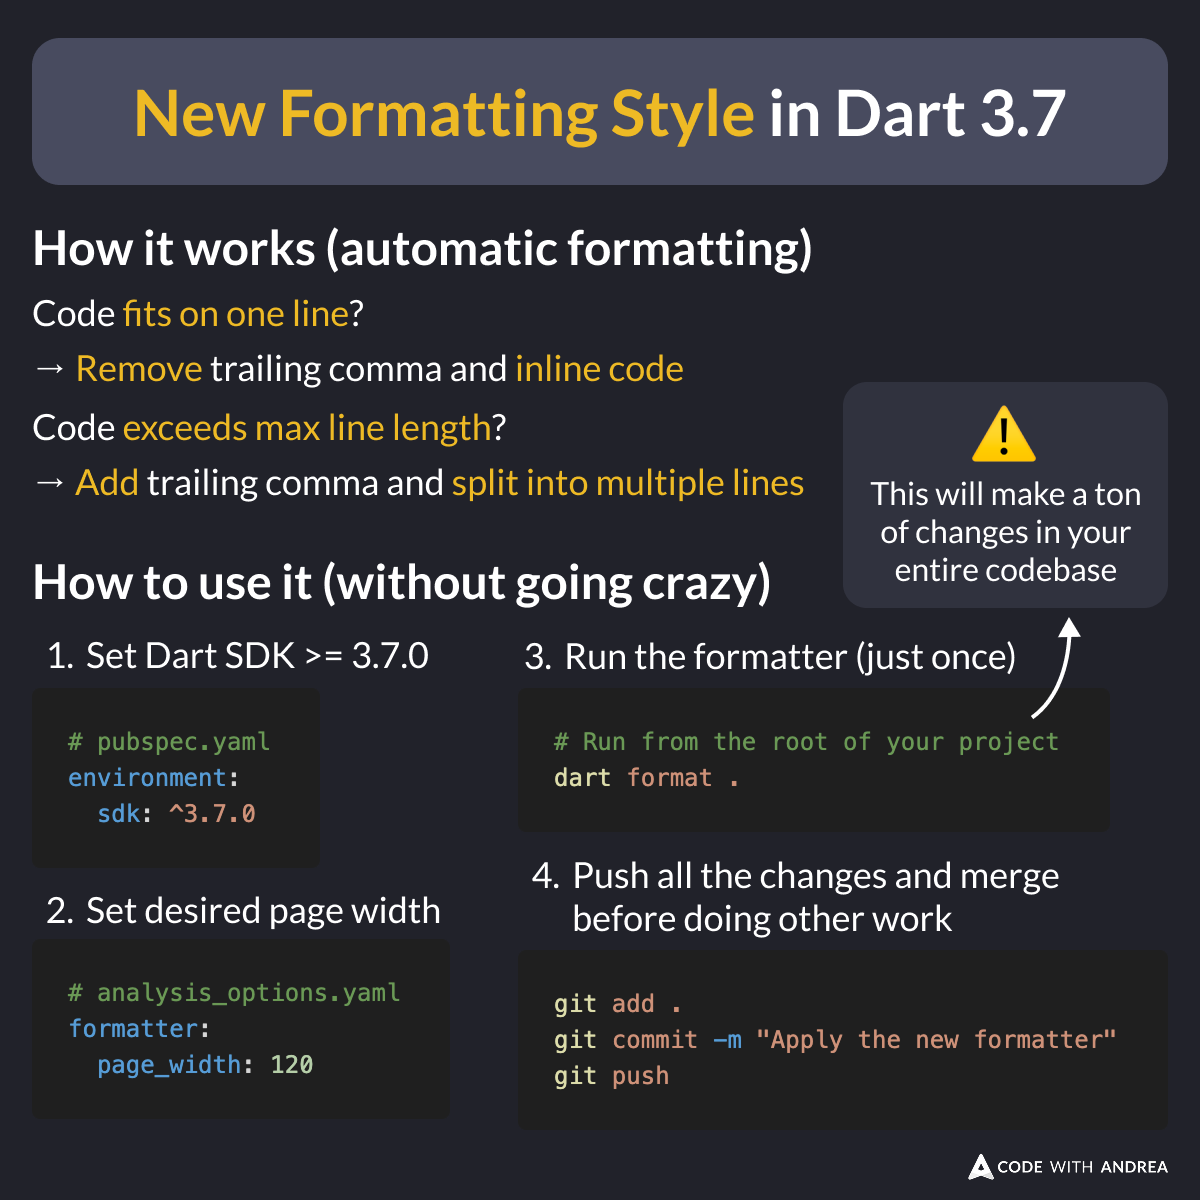 New Formatting Style in Dart 3.7
How it works (automatic formatting)
Code fits on one line?
→ Remove trailing comma and inline code
Code exceeds max line length?
→ Add trailing comma and split into multiple lines
This will make a ton
of changes in your
entire codebase
How to use it (without going crazy)
1. Set Dart SDK >= 3.7.0
# pubspec.yaml
environment:
  sdk: ^3.7.0
2. Set desired page width
# analysis_options.yaml
formatter:
  page_width: 120
3. Run the formatter (just once)
# Run from the root of your project
dart format .
4. Push all the changes and merge
before doing other work
git add .
git commit -m "Apply the new formatter"
git push
CODE WITH ANDREA